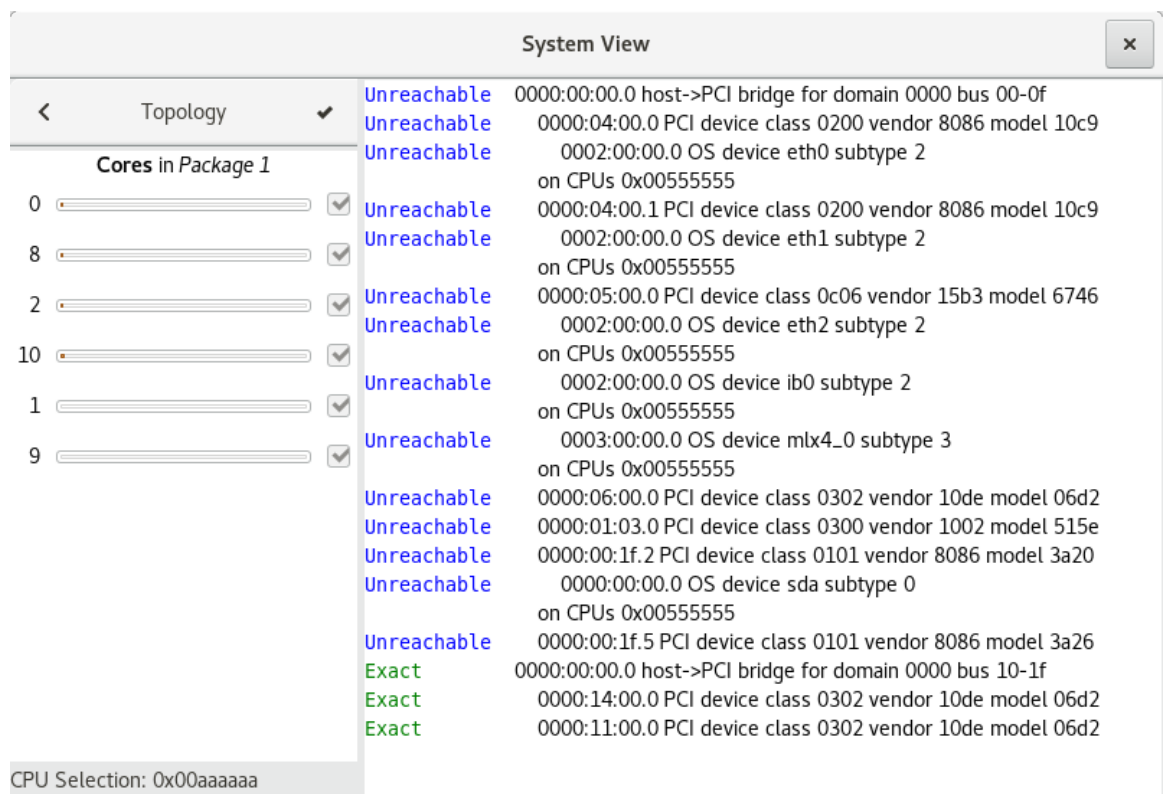 System View
Topology
Cores in Package 1
0
8
2
10
1
9
CPU Selection: 0x00aaaaaa
Unreachable 0000:00:00.0 host->PCI bridge for domain 0000 bus 00-0f
Unreachable 0000:04:00.0 PCI device class 0200 vendor 8086 model 10c9
Unreachable 0002:00:00.0 OS device eth0 subtype 2
on CPUs 0x00555555
Unreachable 0000:04:00.1 PCI device class 0200 vendor 8086 model 10c9
Unreachable 0002:00:00.0 OS device eth1 subtype 2
on CPUs 0x00555555
Unreachable 0000:05:00.0 PCI device class 0c06 vendor 15b3 model 6746
Unreachable 0002:00:00.0 OS device eth2 subtype 2
on CPUs 0x00555555
Unreachable 0002:00:00.0 OS device ib0 subtype 2
on CPUs 0x00555555
Unreachable 0003:00:00.0 OS device mlx4_0 subtype 3
on CPUs 0x00555555
Unreachable 0000:06:00.0 PCI device class 0302 vendor 10de model 06d2
Unreachable 0000:01:03.0 PCI device class 0300 vendor 1002 model 515e
Unreachable 0000:00:1f.2 PCI device class 0101 vendor 8086 model 3a20
Unreachable 0000:00:00.0 OS device sda subtype 0
on CPUs 0x00555555
Unreachable 0000:00:1f.5 PCI device class 0101 vendor 8086 model 3a26
Exact 0000:00:00.0 host->PCI bridge for domain 0000 bus 10-1f
Exact 0000:14:00.0 PCI device class 0302 vendor 10de model 06d2
Exact 0000:11:00.0 PCI device class 0302 vendor 10de model 06d2